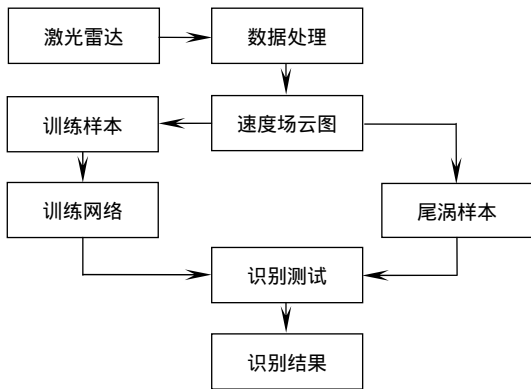 激光雷达
数据处理
训练样本
速度场云图
训练网络
尾涡样本
识别测试
识别结果